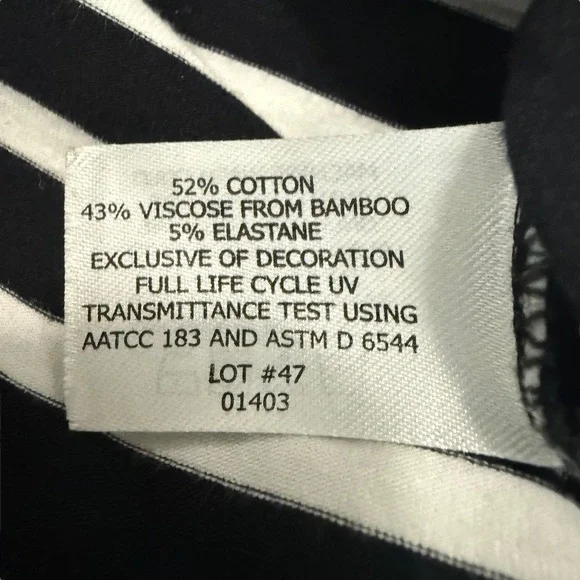 52% COTTON
43% VISCOSE FROM BAMBOO
5% ELASTANE
EXCLUSIVE OF DECORATION
FULL LIFE CYCLE UV
TRANSMITTANCE TEST USING
AATCC 183 AND ASTM D 6544
LOT #47
01403